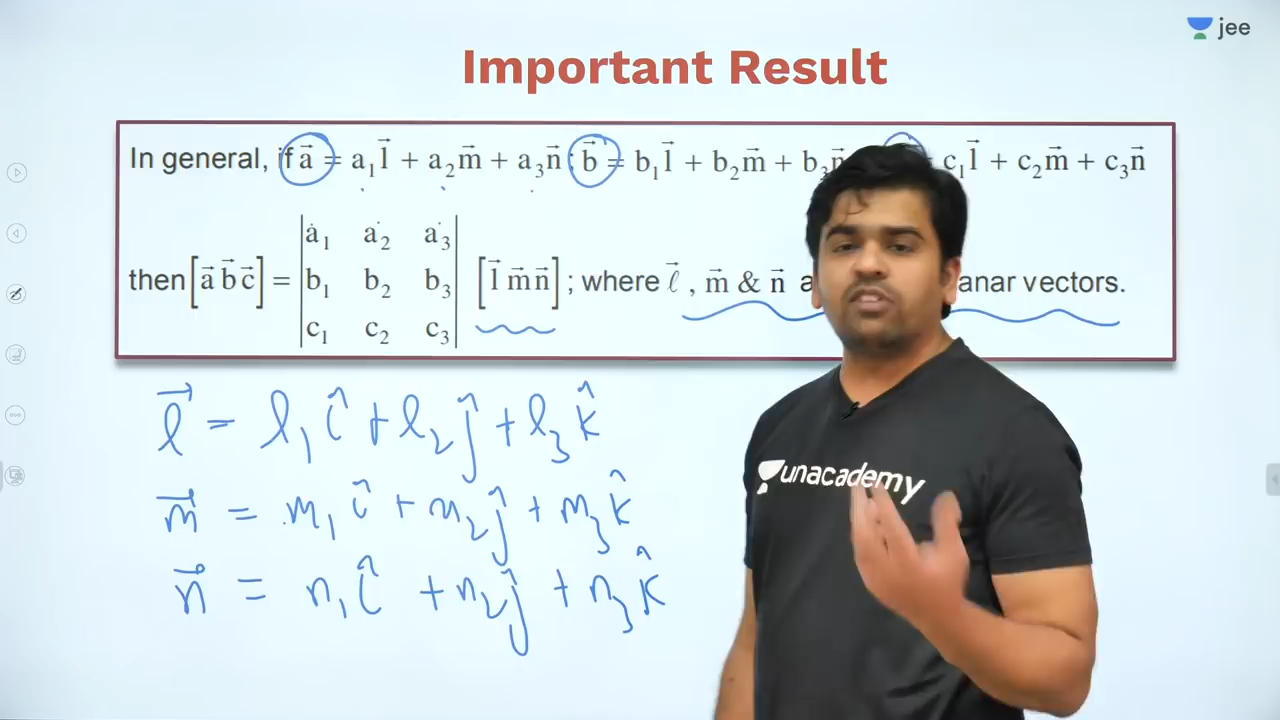 jee
Important Result
In general, if a⃗ = a₁l⃗ + a₂m⃗ + a₃n⃗ ; b⃗ = b₁l⃗ + b₂m⃗ + b₃ = c₁l⃗ + c₂m⃗ + c₃n⃗
a₁ a₂ a₃
then [a⃗ b⃗ c⃗] = | b₁ b₂ b₃ | [l⃗ m⃗ n⃗] ; where ℓ⃗ , m⃗ & n⃗ anar vectors.
c₁ c₂ c₃
l⃗ = l₁î + l₂ĵ + l₃k̂
m⃗ = m₁î + m₂ĵ + m₃k̂
n⃗ = n₁î + n₂ĵ + n₃k̂
unacademy